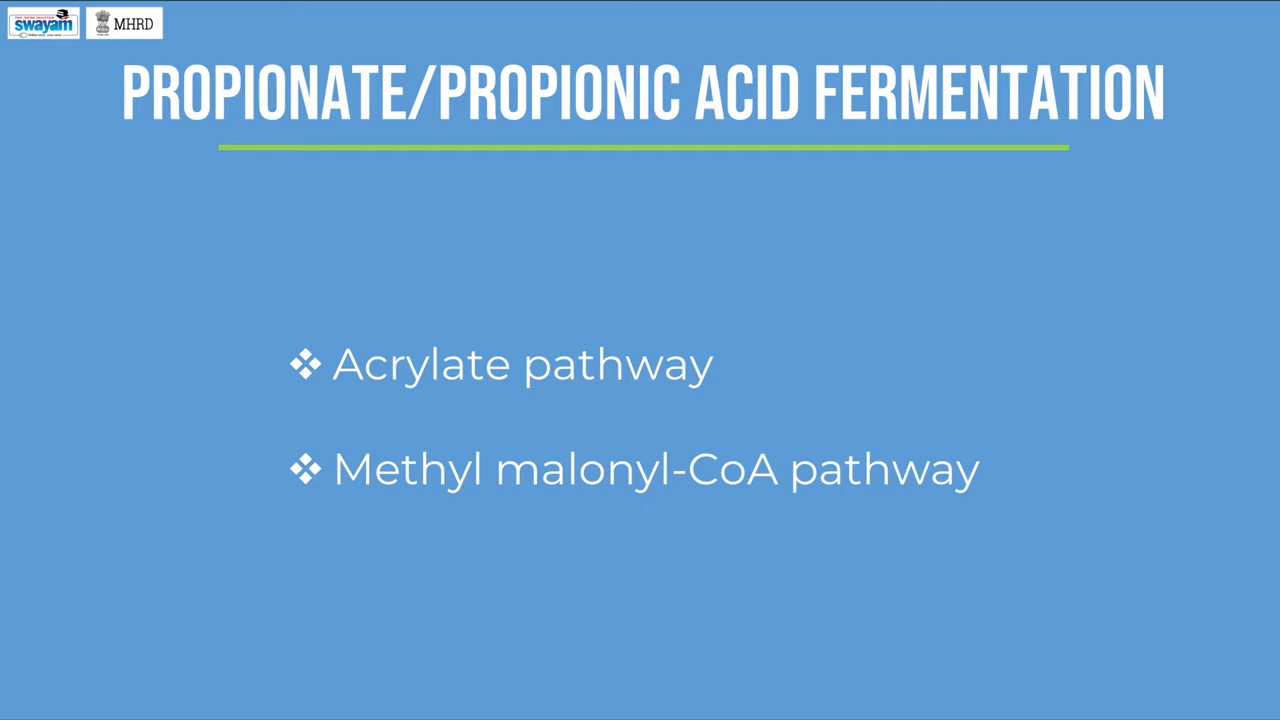 swayam
MHRD
PROPIONATE/PROPIONIC ACID FERMENTATION
❖ Acrylate pathway
❖ Methyl malonyl-CoA pathway